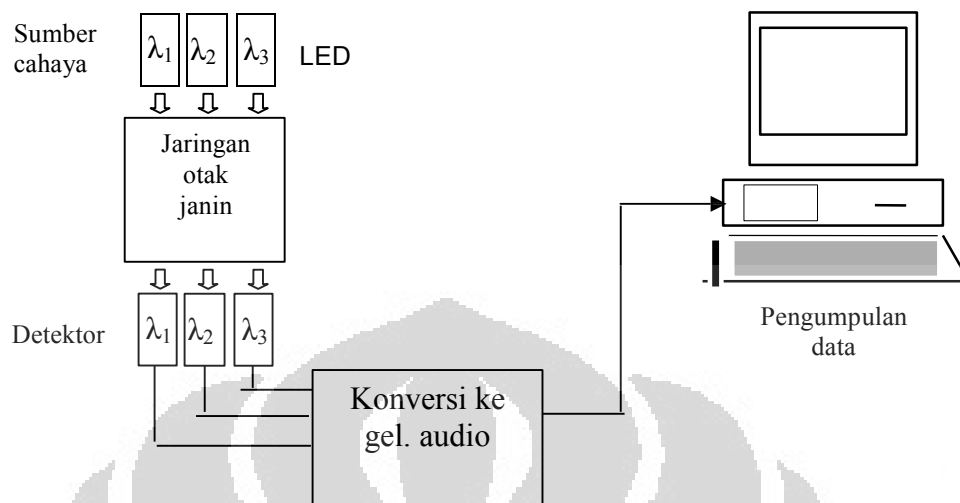 Sumber
cahaya
λ1 λ2 λ3
LED
Jaringan
otak
janin
Detektor
λ1 λ2 λ3
Konversi ke
gel. audio
Pengumpulan
data